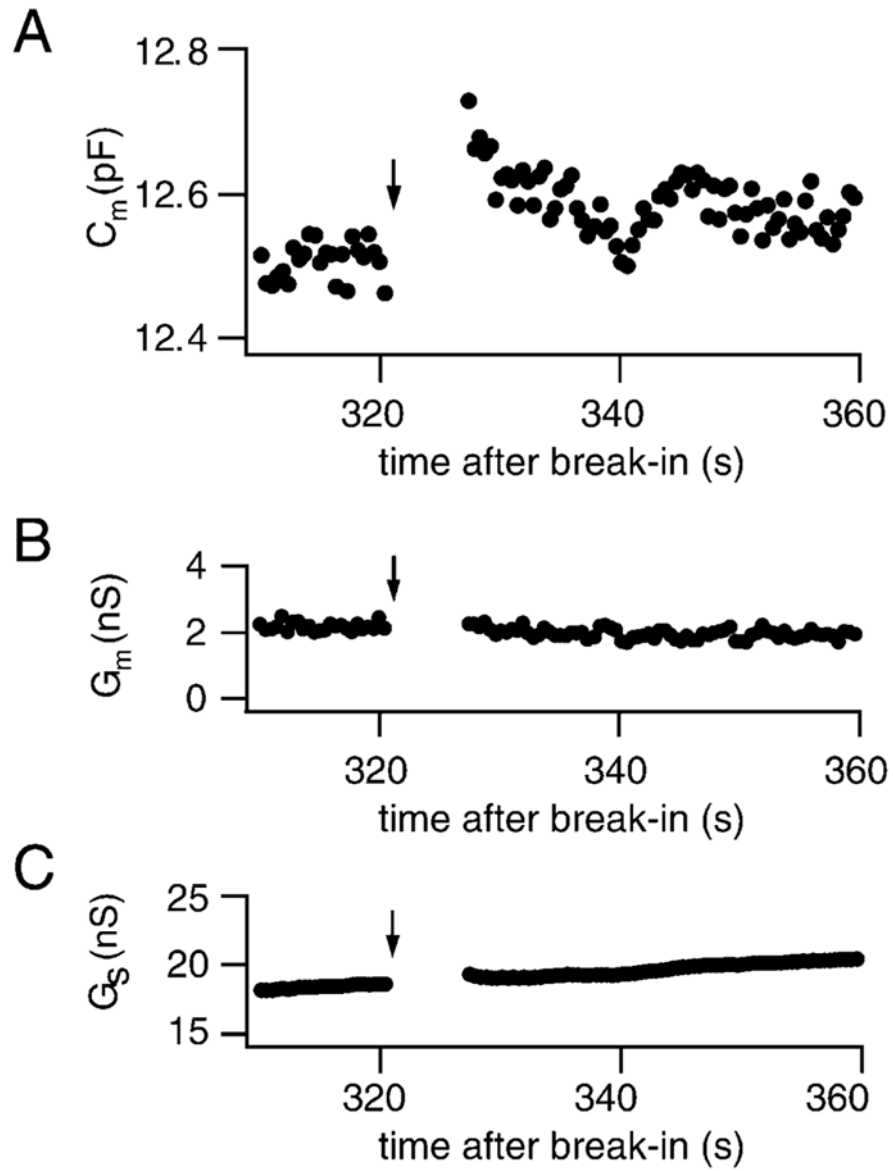 A
12.8
12.6
12.4
Cm (pF)
320 340 360
time after break-in (s)
B
4
2
0
Gm (nS)
320 340 360
time after break-in (s)
C
25
20
15
GS (nS)
320 340 360
time after break-in (s)